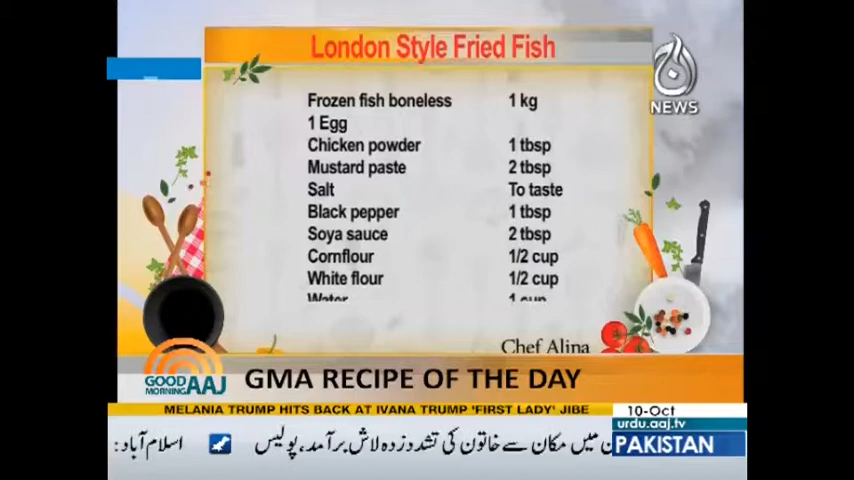 London Style Fried Fish
NEWS
Frozen fish boneless 1 kg
1 Egg
Chicken powder 1 tbsp
Mustard paste 2 tbsp
Salt To taste
Black pepper 1 tbsp
Soya sauce 2 tbsp
Cornflour 1/2 cup
White flour 1/2 cup
Water 1 cup
Chef Alina
GOOD MORNING AAJ
GMA RECIPE OF THE DAY
MELANIA TRUMP HITS BACK AT IVANA TRUMP 'FIRST LADY' JIBE
10-Oct
urdu.aaj.tv
PAKISTAN
میں مکان سے خاتون کی تشدد زدہ لاش برآمد، پولیس
اسلام آباد: